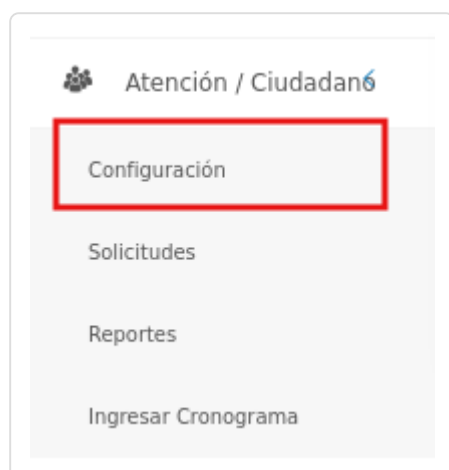 Atención / Ciudadano
Configuración
Solicitudes
Reportes
Ingresar Cronograma